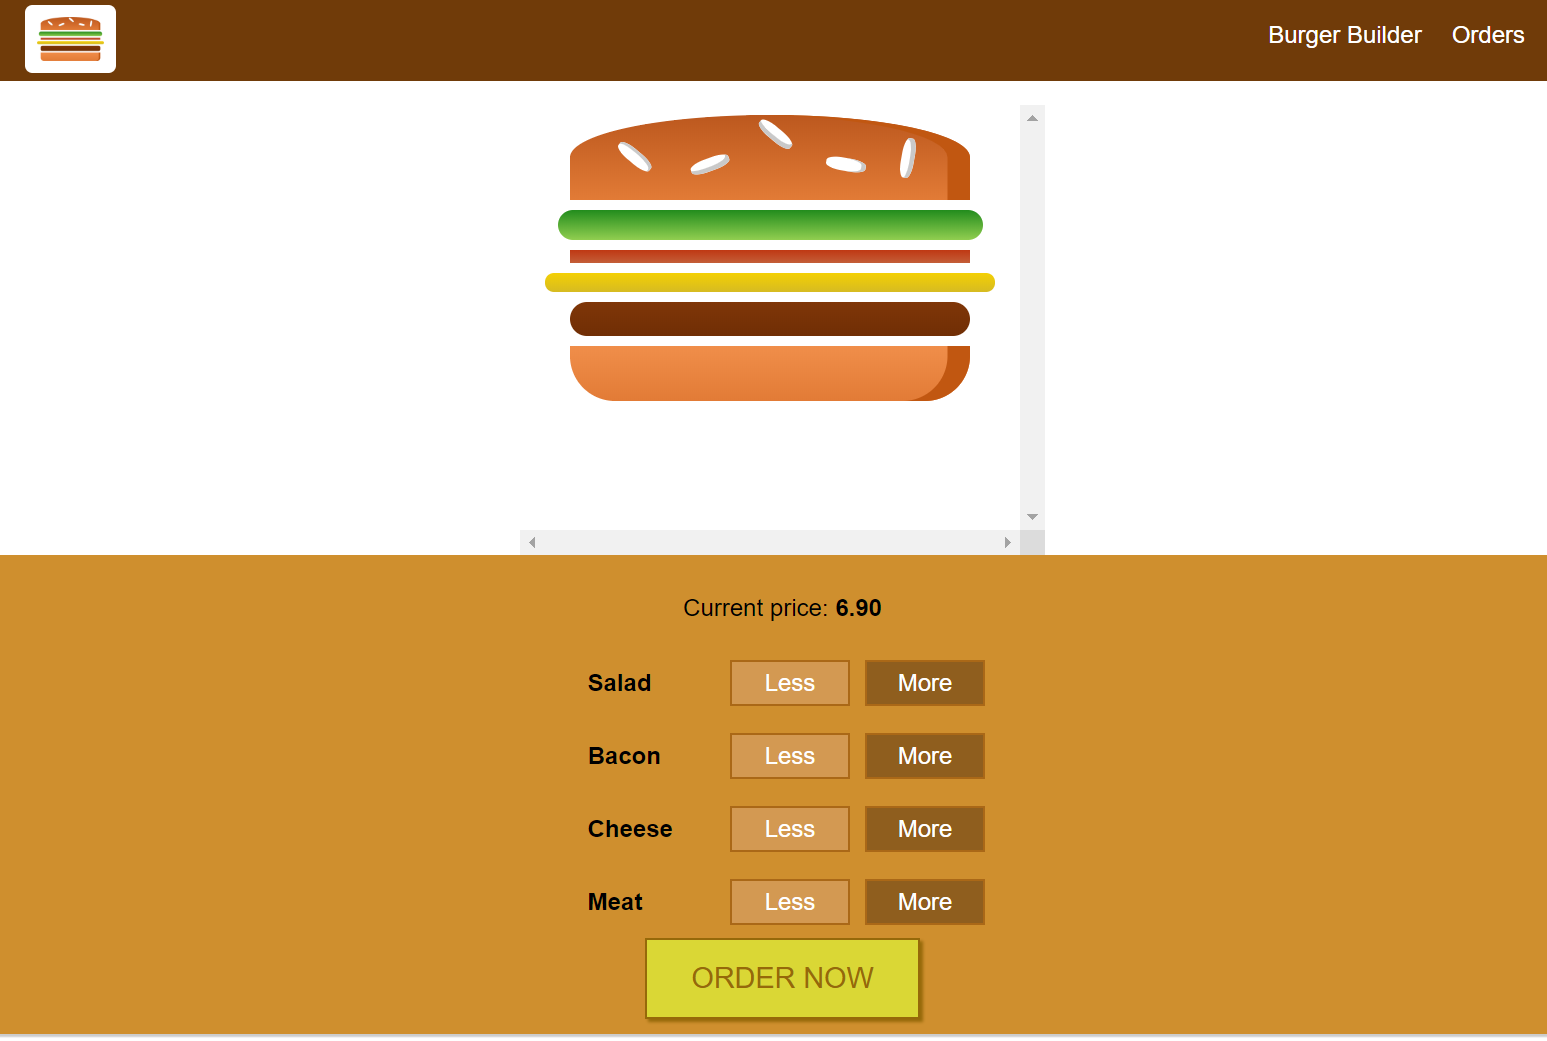 Burger Builder Orders
Current price: 6.90
Salad Less More
Bacon Less More
Cheese Less More
Meat Less More
ORDER NOW